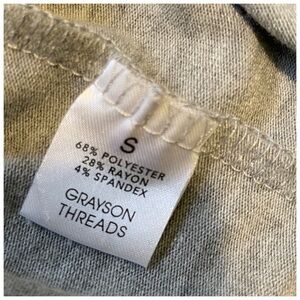 S
68% POLYESTER
28% RAYON
4% SPANDEX
GRAYSON
THREADS